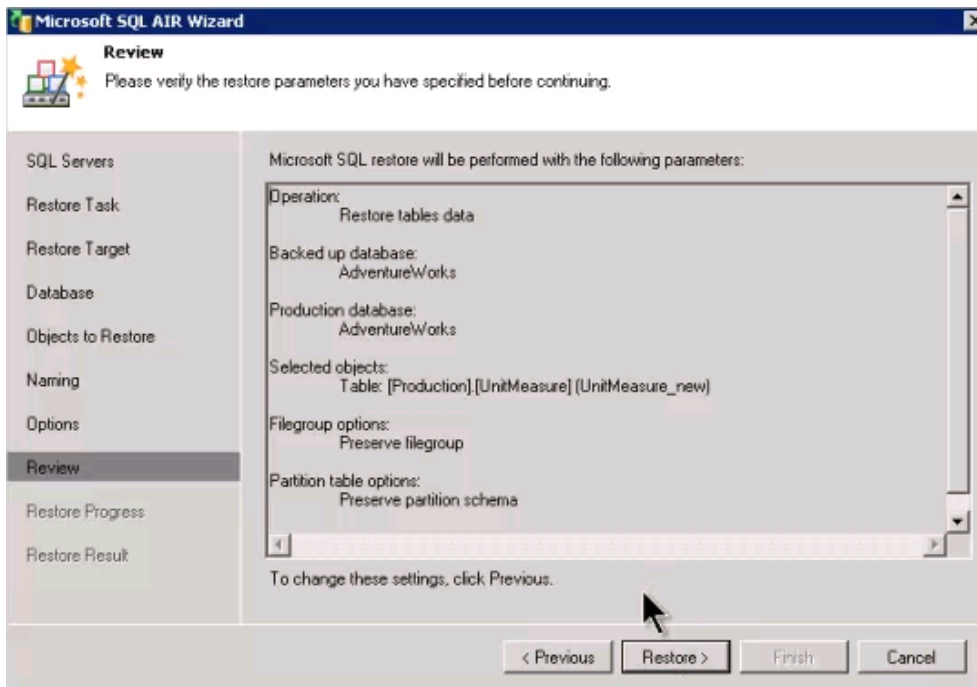 Microsoft SQL AIR Wizard
Review
Please verify the restore parameters you have specified before continuing.
SQL Servers
Restore Task
Restore Target
Database
Objects to Restore
Naming
Options
Review
Restore Progress
Restore Result
Microsoft SQL restore will be performed with the following parameters:
Operation:
Restore tables data
Backed up database:
AdventureWorks
Production database:
AdventureWorks
Selected objects:
Table: [Production].[UnitMeasure] (UnitMeasure_new)
Filegroup options:
Preserve filegroup
Partition table options:
Preserve partition schema
To change these settings, click Previous.
< Previous
Restore >
Finish
Cancel